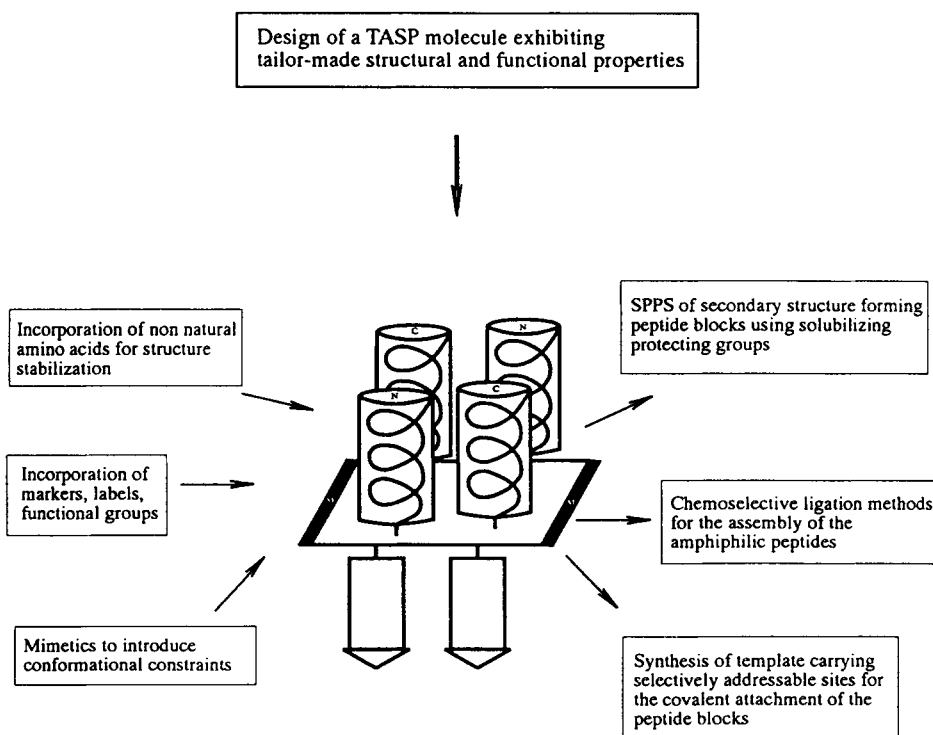 Design of a TASP molecule exhibiting
tailor-made structural and functional properties
Incorporation of non natural
amino acids for structure
stabilization
SPPS of secondary structure forming
peptide blocks using solubilizing
protecting groups
C
N
N
C
Incorporation of
markers, labels,
functional groups
Chemoselective ligation methods
for the assembly of the
amphiphilic peptides
Mimetics to introduce
conformational constraints
Synthesis of template carrying
selectively addressable sites for
the covalent attachment of the
peptide blocks